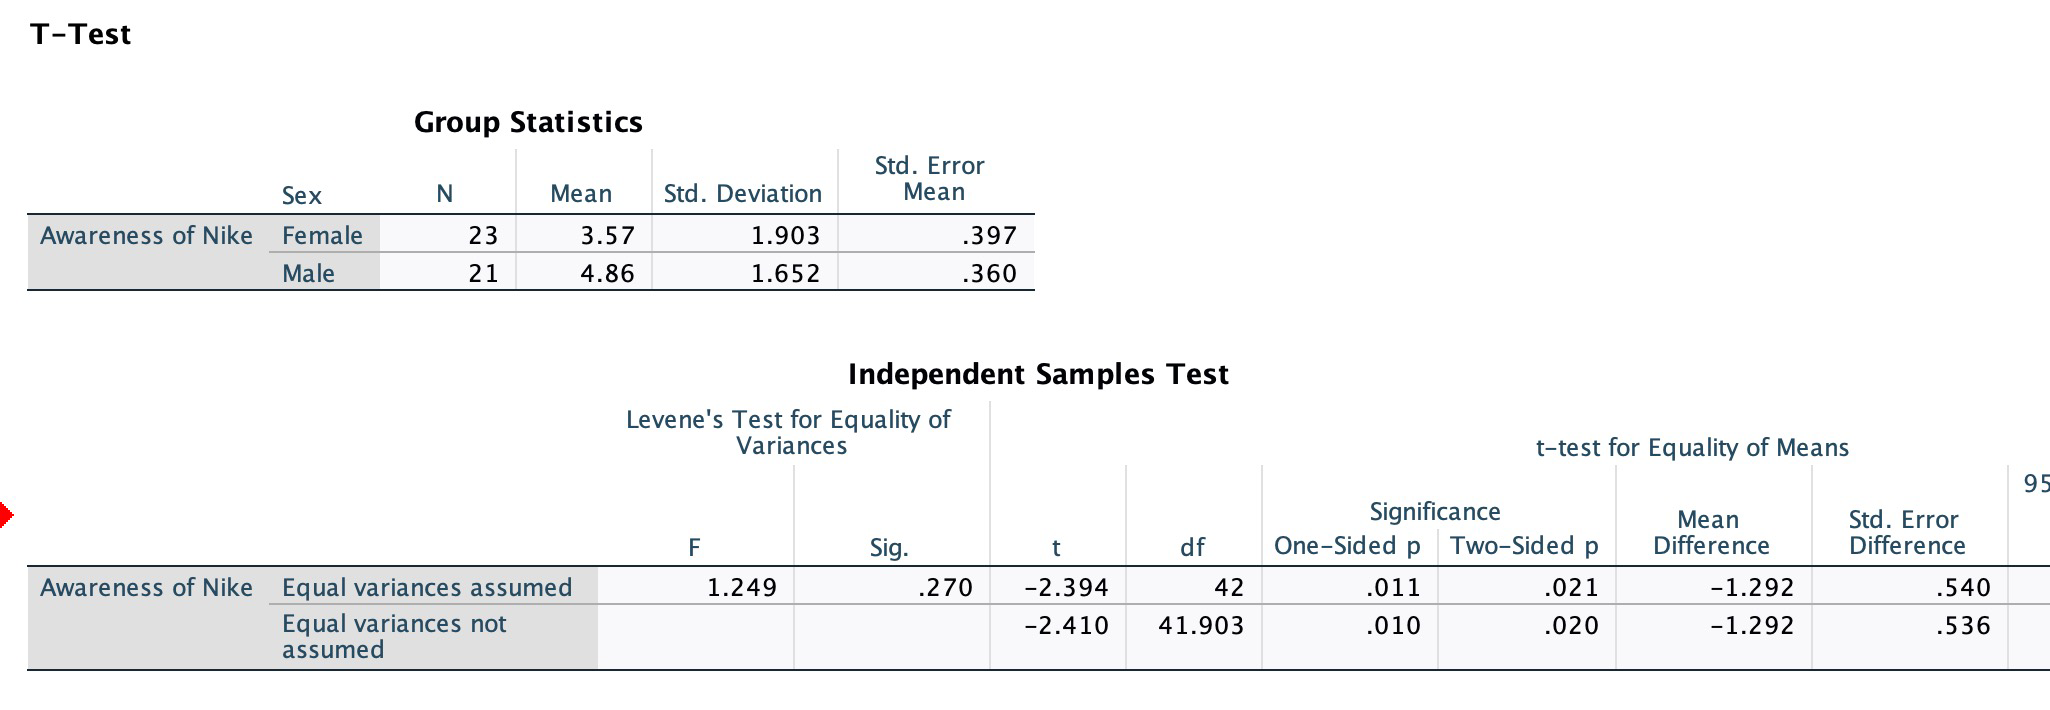 T-Test
Group Statistics
Sex N Mean Std. Deviation Std. Error Mean
Awareness of Nike Female 23 3.57 1.903 .397
Male 21 4.86 1.652 .360
Independent Samples Test
Levene's Test for Equality of Variances
t-test for Equality of Means
95
Significance
F Sig. t df One-Sided p Two-Sided p Mean Difference Std. Error Difference
Awareness of Nike Equal variances assumed 1.249 .270 -2.394 42 .011 .021 -1.292 .540
Equal variances not assumed -2.410 41.903 .010 .020 -1.292 .536